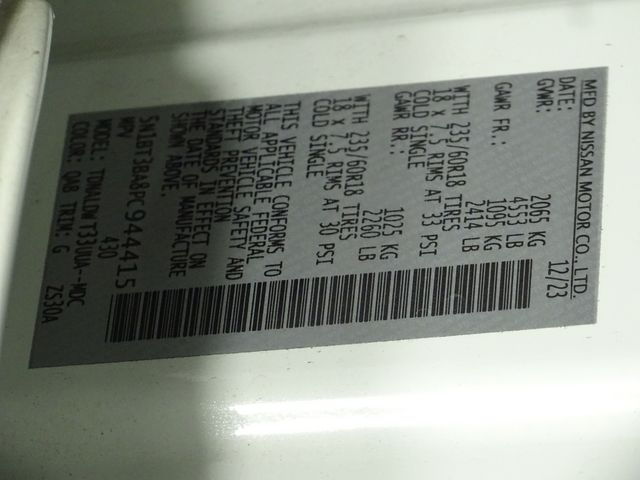 MFD BY NISSAN MOTOR CO., LTD.
DATE: 12/23
GVWR: 2065 KG
4553 LB
GAWR FR.: 1095 KG
2414 LB
WITH 235/60R18 TIRES
18 X 7.5 RIMS AT 33 PSI
COLD SINGLE
GAWR RR.: 1025 KG
2260 LB
WITH 235/60R18 TIRES
18 X 7.5 RIMS AT 30 PSI
COLD SINGLE
THIS VEHICLE CONFORMS TO
ALL APPLICABLE FEDERAL
MOTOR VEHICLE SAFETY AND
THEFT PREVENTION
STANDARDS IN EFFECT ON
THE DATE OF MANUFACTURE
SHOWN ABOVE.
5N1BT3BA8PC944415
MPV 430
MODEL:
COLOR: QAB TRIM: G ZS30A